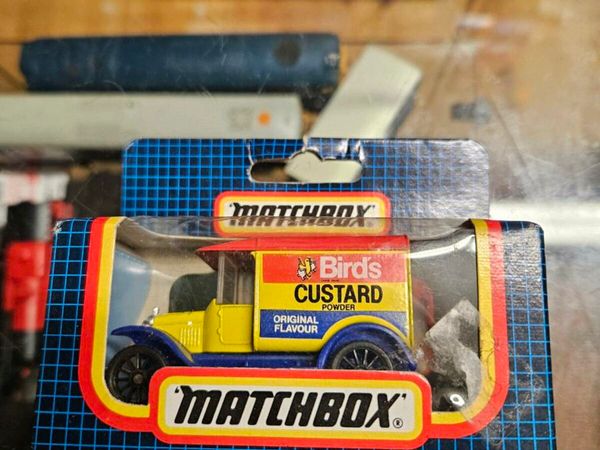 "MATCHBOX"
Bird's
CUSTARD
POWDER
ORIGINAL
FLAVOUR
"MATCHBOX"®